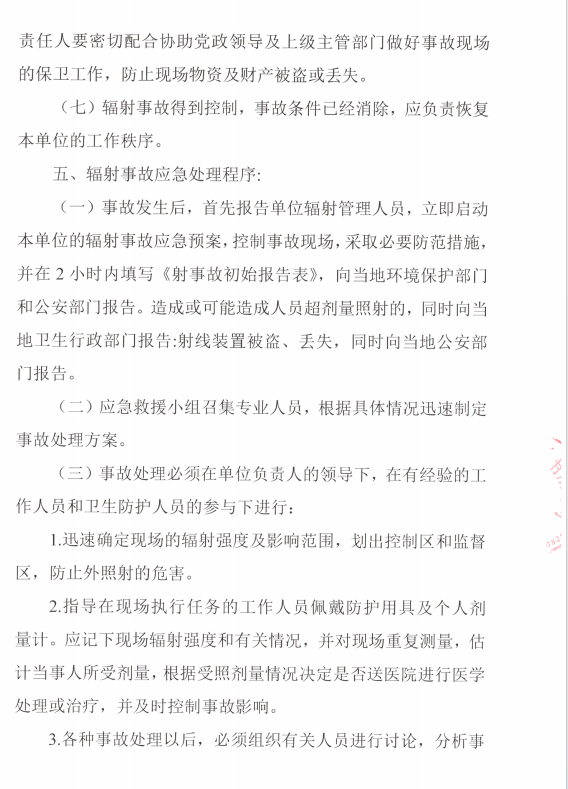 责任人要密切配合协助党政领导及上级主管部门做好事故现场
的保卫工作，防止现场物资及财产被盗或丢失。
（七）辐射事故得到控制，事故条件已经消除，应负责恢复
本单位的工作秩序。
五、辐射事故应急处理程序:
（一）事故发生后，首先报告单位辐射管理人员，立即启动
本单位的辐射事故应急预案，控制事故现场，采取必要防范措施，
并在 2 小时内填写《射事故初始报告表》，向当地环境保护部门
和公安部门报告。造成或可能造成人员超剂量照射的，同时向当
地卫生行政部门报告:射线装置被盗、丢失，同时向当地公安部
门报告。
（二）应急救援小组召集专业人员，根据具体情况迅速制定
事故处理方案。
（三）事故处理必须在单位负责人的领导下，在有经验的工
作人员和卫生防护人员的参与下进行；
1.迅速确定现场的辐射强度及影响范围，划出控制区和监督
区，防止外照射的危害。
2.指导在现场执行任务的工作人员佩戴防护用具及个人剂
量计。应记下现场辐射强度和有关情况，并对现场重复测量，估
计当事人所受剂量，根据受照剂量情况决定是否送医院进行医学
处理或治疗，并及时控制事故影响。
3.各种事故处理以后，必须组织有关人员进行讨论，分析事